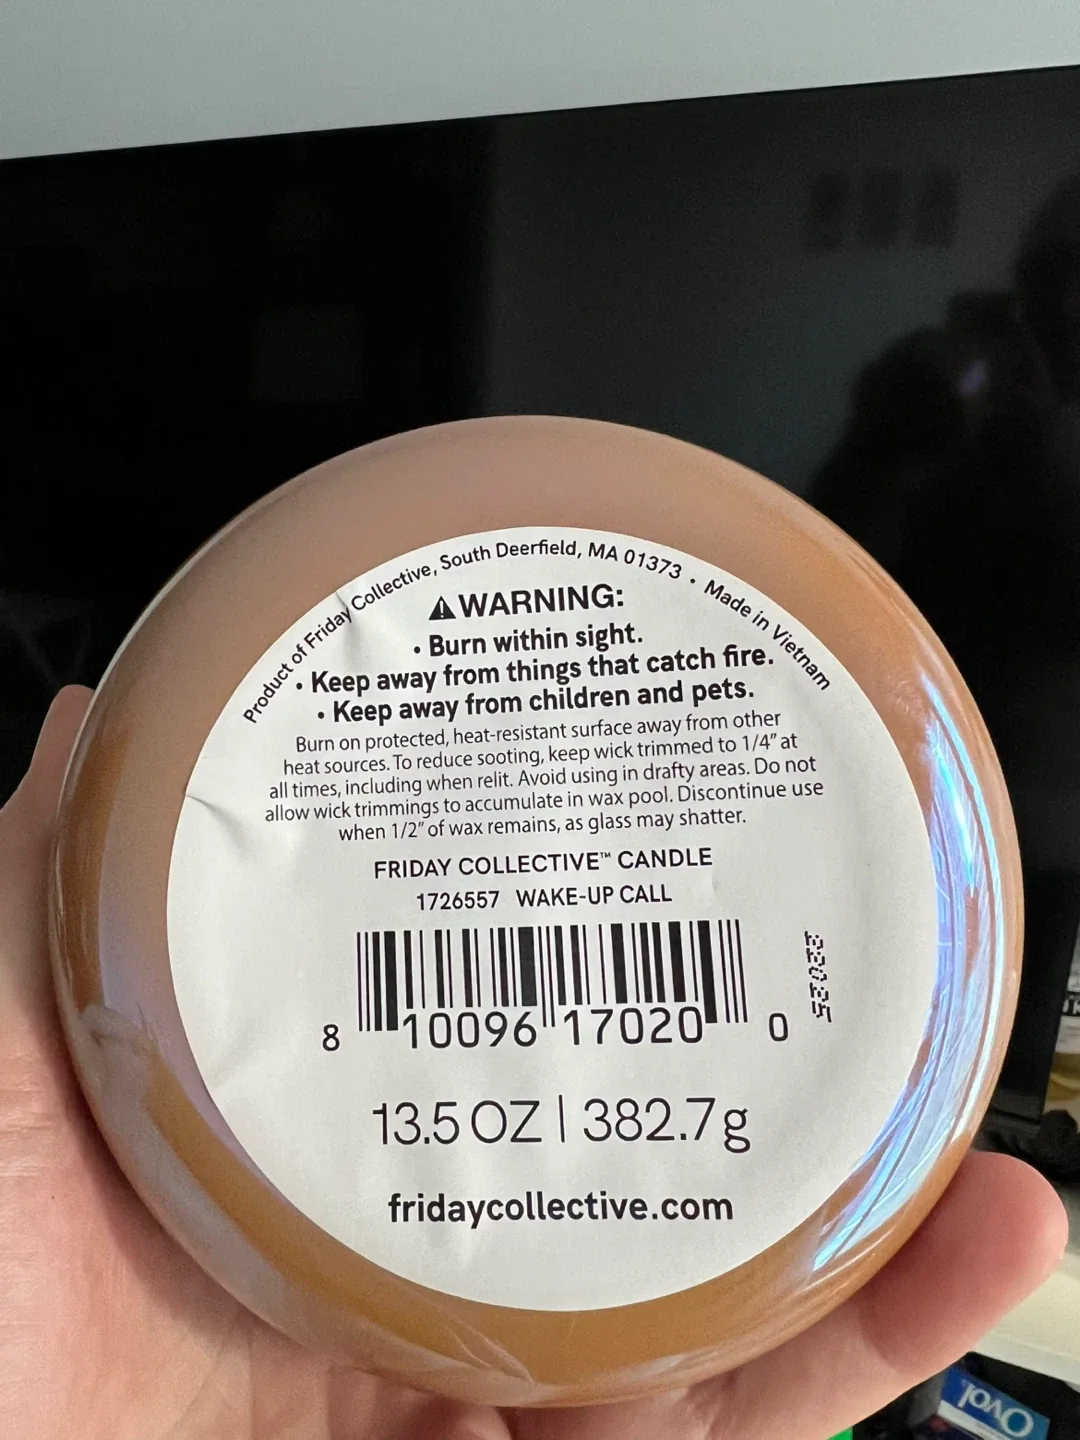 Product of Friday Collective, South Deerfield, MA 01373 • Made in Vietnam
⚠ WARNING:
• Burn within sight.
• Keep away from things that catch fire.
• Keep away from children and pets.
Burn on protected, heat-resistant surface away from other
heat sources. To reduce sooting, keep wick trimmed to 1/4" at
all times, including when relit. Avoid using in drafty areas. Do not
allow wick trimmings to accumulate in wax pool. Discontinue use
when 1/2" of wax remains, as glass may shatter.
FRIDAY COLLECTIVE™ CANDLE
1726557 WAKE-UP CALL
8 10096 17020 0
13.5 OZ | 382.7g
fridaycollective.com
Ovol